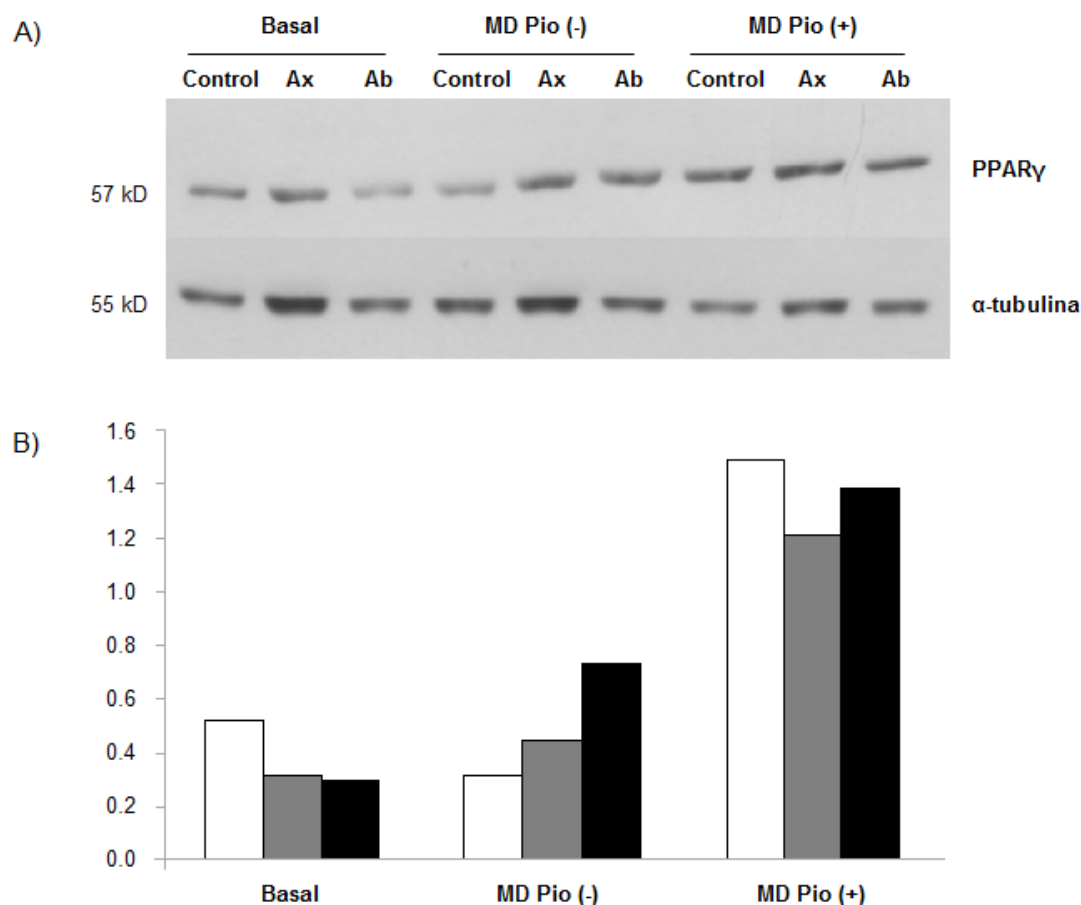 A)
Basal MD Pio (-) MD Pio (+)
Control Ax Ab Control Ax Ab Control Ax Ab
PPARγ
57 kD
55 kD α-tubulina
B)
1.6
1.4
1.2
1.0
0.8
0.6
0.4
0.2
0.0
Basal MD Pio (-) MD Pio (+)